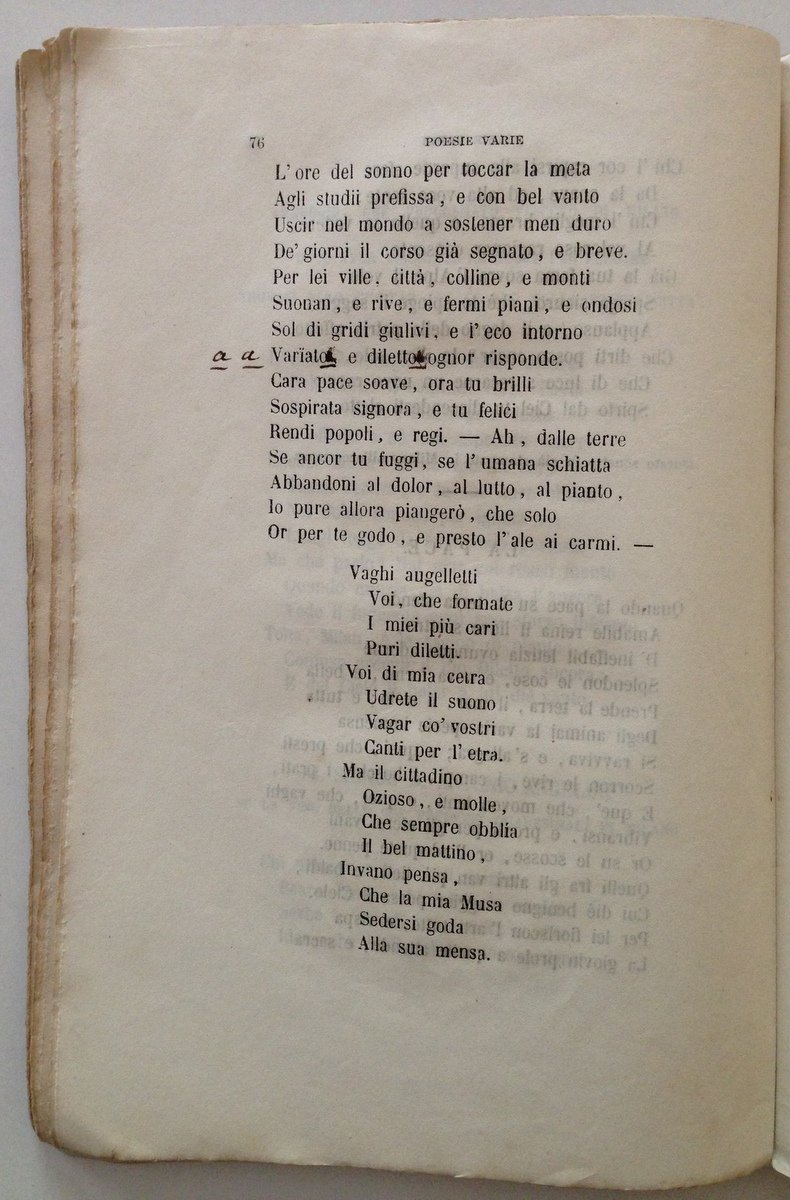 76 POESIE VARIE
L'ore del sonno per toccar la meta
Agli studii prefissa, e con bel vanto
Uscir nel mondo a sostener men duro
De' giorni il corso già segnato, e breve.
Per lei ville, città, colline, e monti
Suonan, e rive, e fermi piani, e ondosi
Sol di gridi giulivi, e l'eco intorno
a a Varïato, e diletto ognor risponde.
Cara pace soave, ora tu brilli
Sospirata signora, e tu felici
Rendi popoli, e regi. — Ah, dalle terre
Se ancor tu fuggi, se l'umana schiatta
Abbandoni al dolor, al lutto, al pianto,
Io pure allora piangerò, che solo
Or per te godo, e presto l'ale ai carmi. —
Vaghi augelletti
Voi, che formate
I miei più cari
Puri diletti.
Voi di mia cetra
Udrete il suono
Vagar co' vostri
Canti per l'etra.
Ma il cittadino
Ozioso, e molle,
Che sempre obblía
Il bel mattino,
Invano pensa,
Che la mia Musa
Sedersi goda
Alla sua mensa.